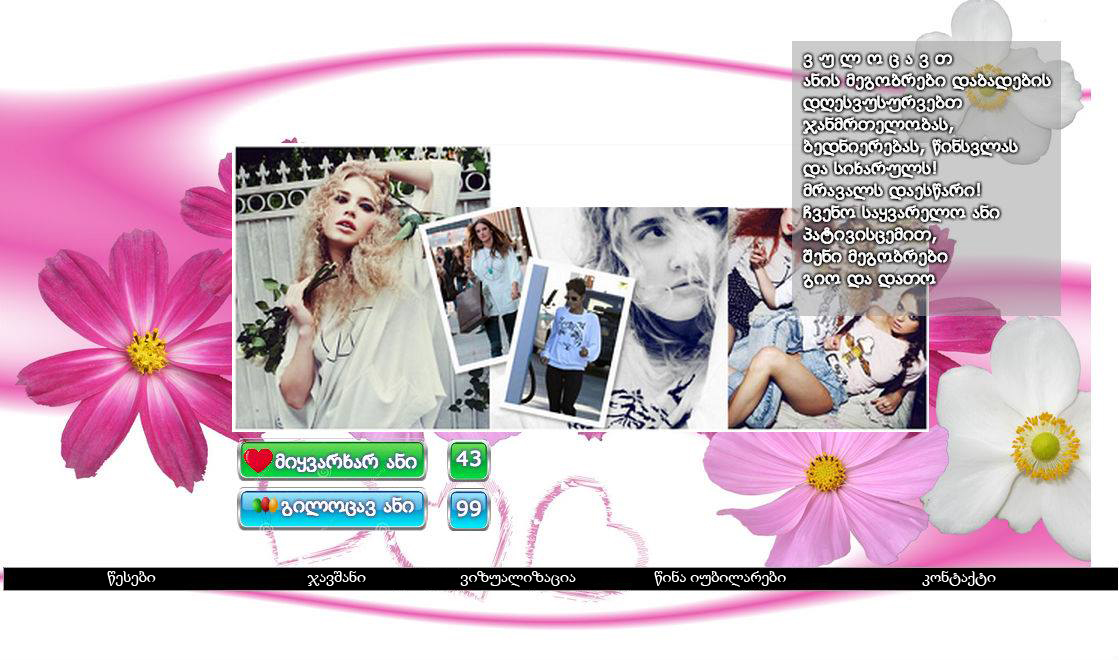 ვ უ ლ ო ც ა ვ თ
ანის მეგობრები დაბადების
დღესვუსურვებთ
ჯანმრთელობას,
ბედნიერებას, წინსვლას
და სიხარულს!
მრავალს დაესწარი!
ჩვენო საყვარელო ანი
პატივისცემით,
შენი მეგობრები
გიო და დათო
მიყვარხარ ანი 43
გილოცავ ანი 99
წესები ჯავშანი ვიზუალიზაცია წინა იუბილარები კონტაქტი